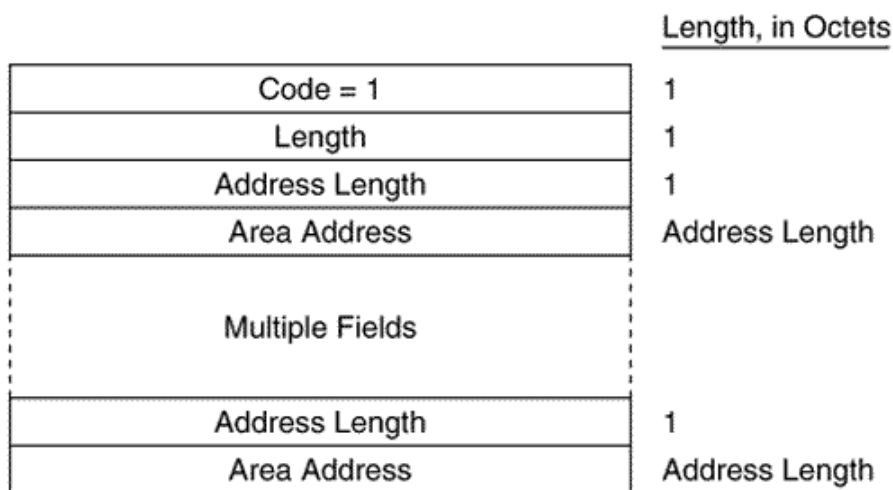 Length, in Octets
Code = 1 1
Length 1
Address Length 1
Area Address Address Length
Multiple Fields
Address Length 1
Area Address Address Length